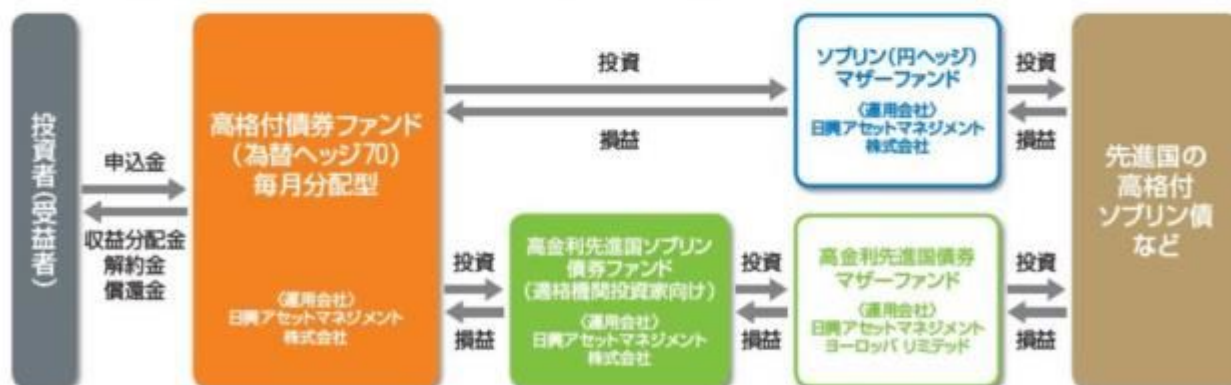 投資者(受益者)
申込金
収益分配金
解約金
償還金
高格付債券ファンド
(為替ヘッジ70)
毎月分配型
〈運用会社〉
日興アセットマネジメント
株式会社
投資
損益
ソブリン(円ヘッジ)
マザーファンド
〈運用会社〉
日興アセットマネジメント
株式会社
投資
損益
投資
損益
高金利先進国ソブリン
債券ファンド
(適格機関投資家向け)
〈運用会社〉
日興アセットマネジメント
株式会社
投資
損益
高金利先進国債券
マザーファンド
〈運用会社〉
日興アセットマネジメント
ヨーロッパ リミテッド
投資
損益
先進国の
高格付
ソブリン債
など